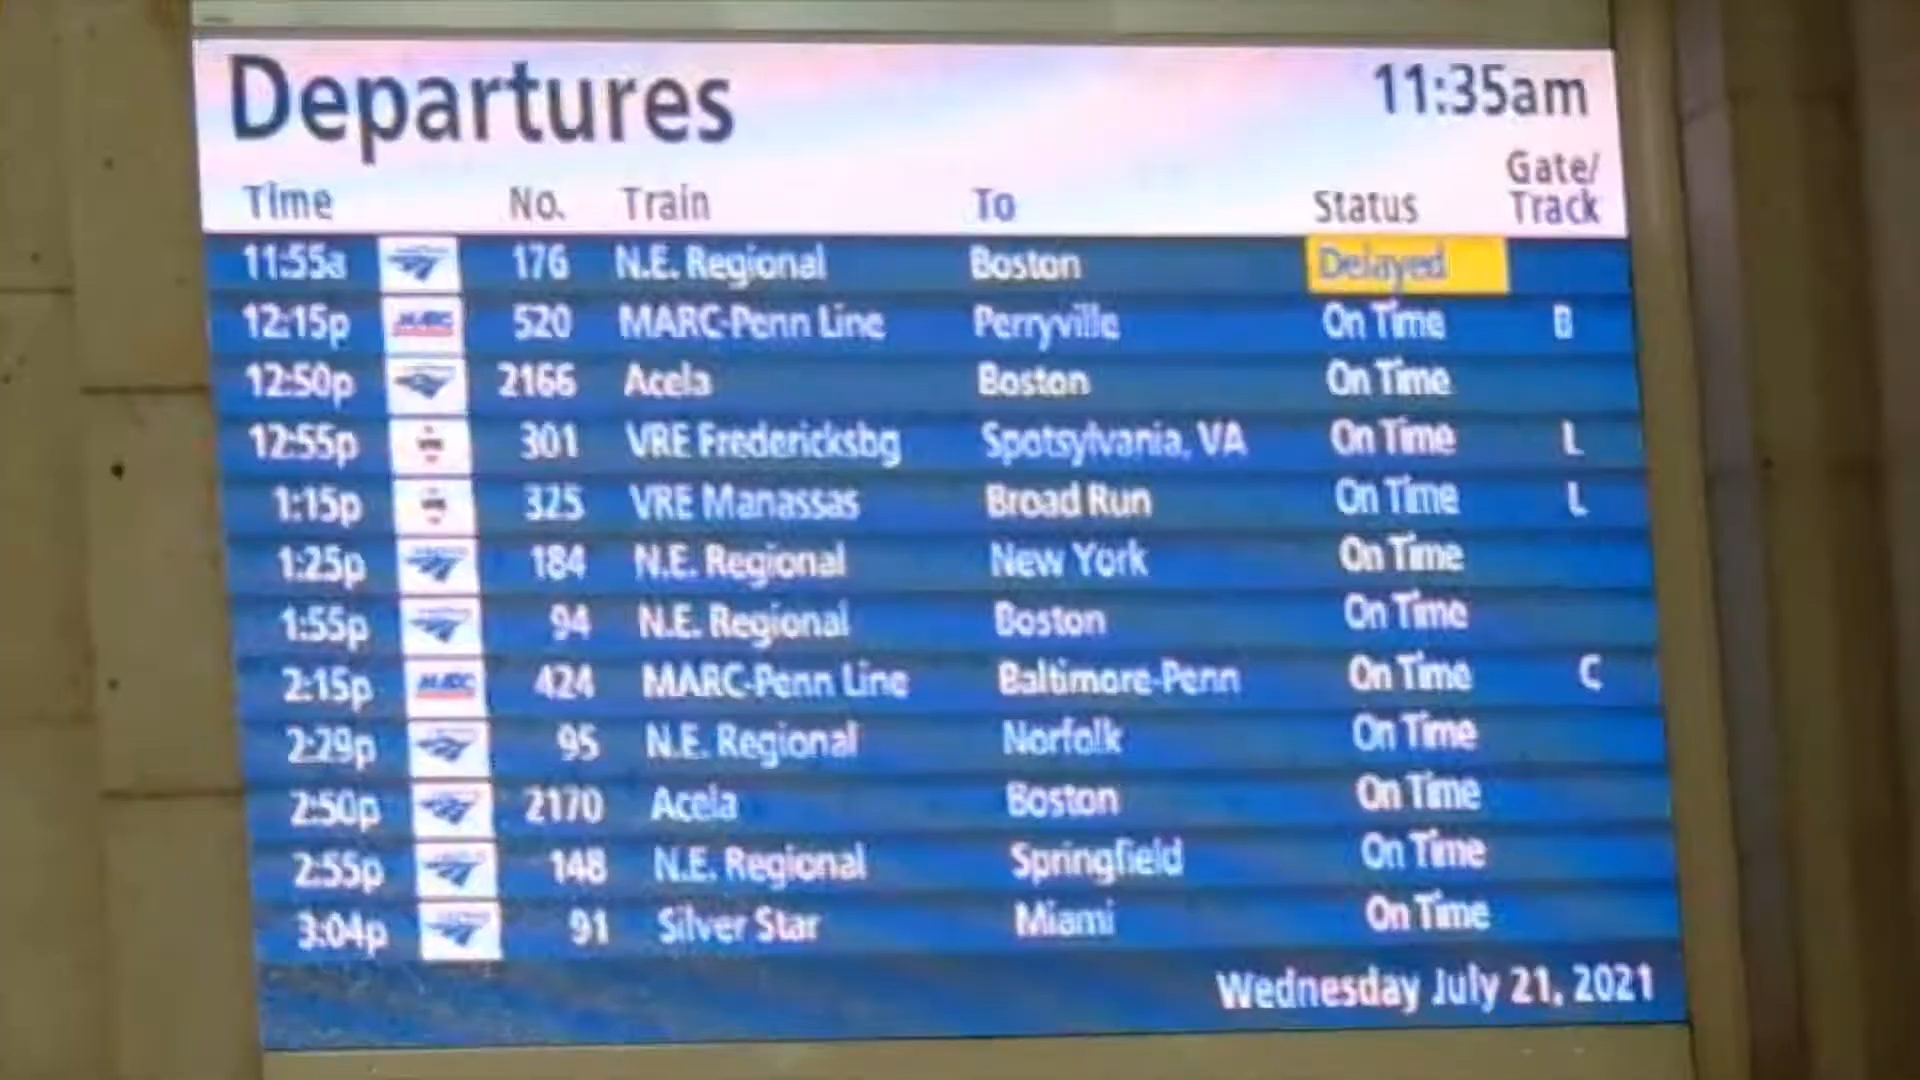 Departures 11:35am
Time No. Train To Status Gate/ Track
11:55a 176 N.E. Regional Boston Delayed
12:15p MARC 520 MARC-Penn Line Perryville On Time B
12:50p 2166 Acela Boston On Time
12:55p 301 VRE Fredericksbg Spotsylvania, VA On Time L
1:15p 325 VRE Manassas Broad Run On Time L
1:25p 184 N.E. Regional New York On Time
1:55p 94 N.E. Regional Boston On Time
2:15p MARC 424 MARC-Penn Line Baltimore-Penn On Time C
2:29p 95 N.E. Regional Norfolk On Time
2:50p 2170 Acela Boston On Time
2:55p 148 N.E. Regional Springfield On Time
3:04p 91 Silver Star Miami On Time
Wednesday July 21, 2021